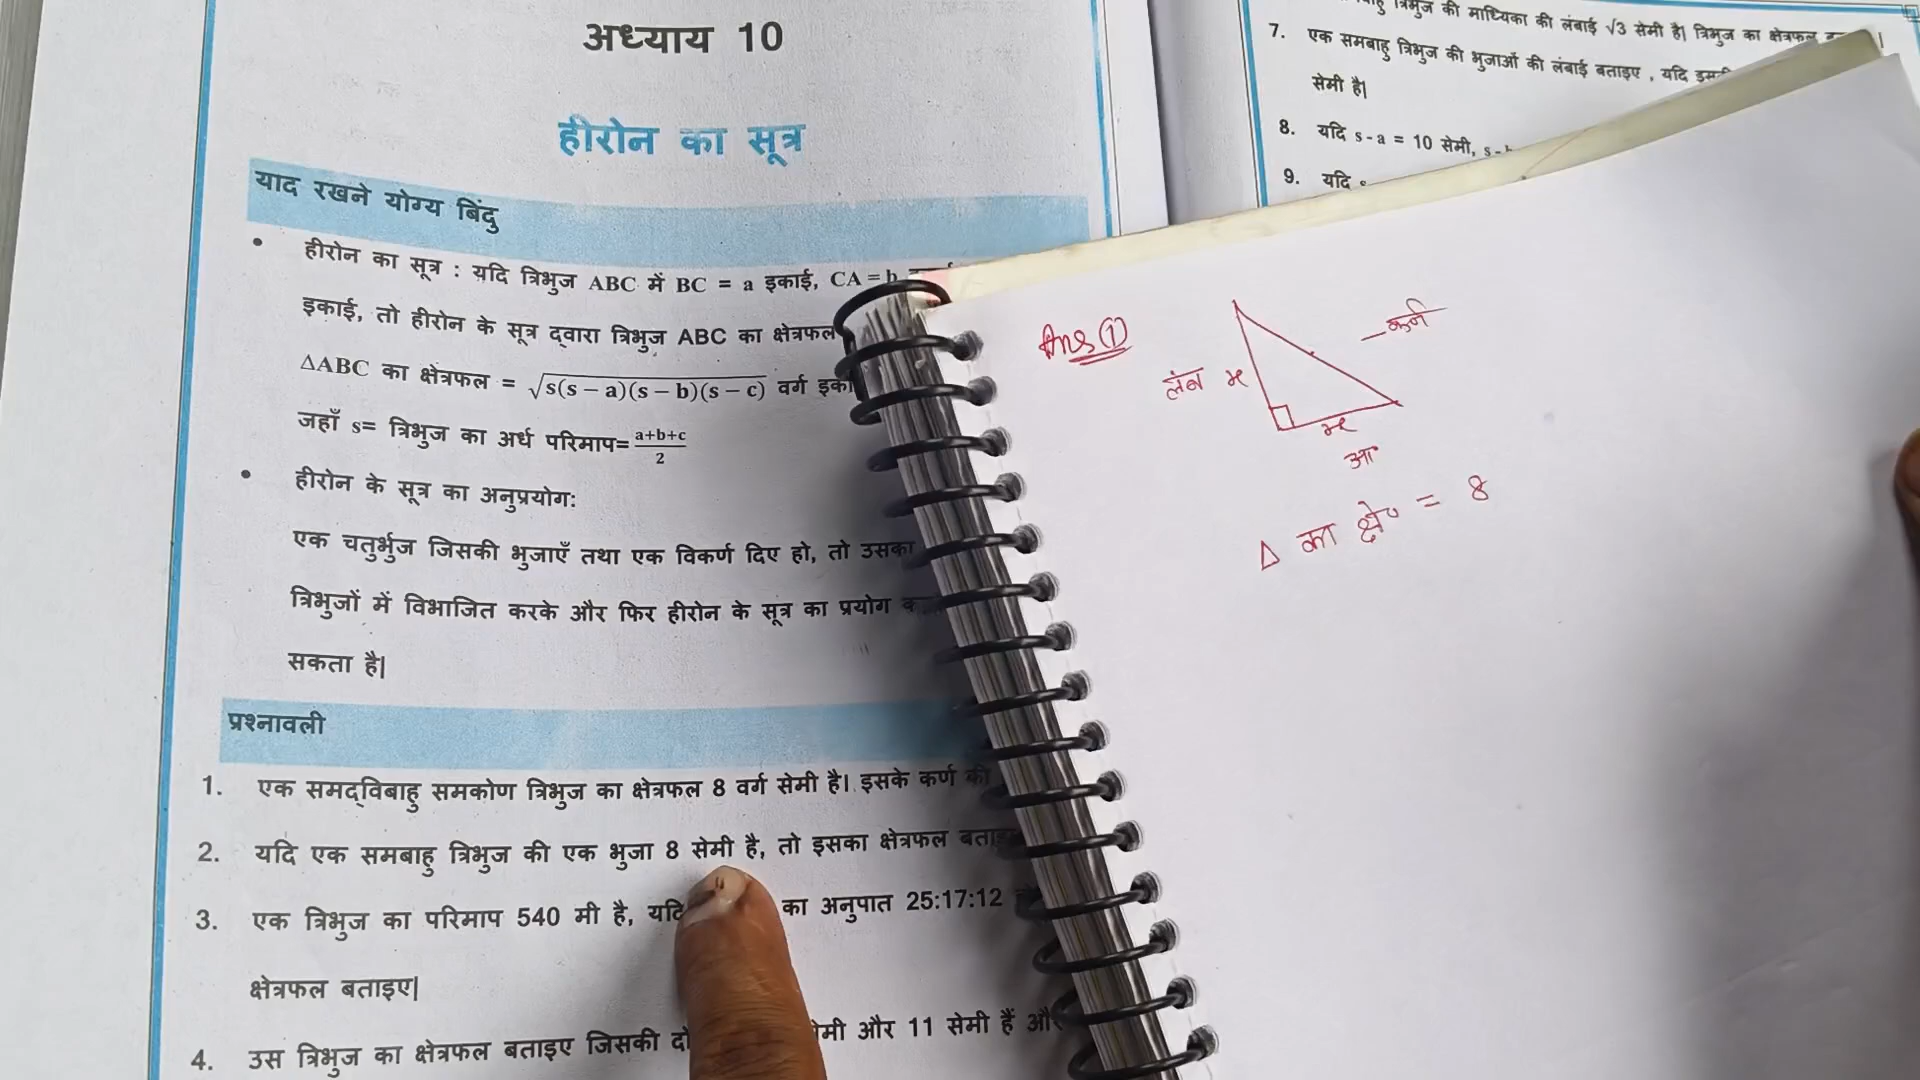 अध्याय 10
हीरोन का सूत्र
याद रखने योग्य बिंदु
• हीरोन का सूत्र : यदि त्रिभुज ABC में BC = a इकाई, CA = b
इकाई, तो हीरोन के सूत्र द्वारा त्रिभुज ABC का क्षेत्रफल
ΔABC का क्षेत्रफल = √s(s − a)(s − b)(s − c) वर्ग
जहाँ s= त्रिभुज का अर्ध परिमाप= a+b+c/2
• हीरोन के सूत्र का अनुप्रयोग:
एक चतुर्भुज जिसकी भुजाएँ तथा एक विकर्ण दिए हो, तो उसका
त्रिभुजों में विभाजित करके और फिर हीरोन के सूत्र का प्रयोग
सकता है|
प्रश्नावली
1. एक समद्विबाहु समकोण त्रिभुज का क्षेत्रफल 8 वर्ग सेमी है। इसके कर्ण की
2. यदि एक समबाहु त्रिभुज की एक भुजा 8 सेमी है, तो इसका क्षेत्रफल
3. एक त्रिभुज का परिमाप 540 मी है, यदि का अनुपात 25:17:12
क्षेत्रफल बताइए|
4. उस त्रिभुज का क्षेत्रफल बताइए जिसकी और 11 सेमी हैं
त्रिभुज की माध्यिका की लंबाई √3 सेमी है| त्रिभुज का क्षेत्रफल
7. एक समबाहु त्रिभुज की भुजाओं की लंबाई बताइए , यदि
सेमी है|
8. यदि s - a = 10 सेमी,
9. यदि
Ans (1)
कर्ण
लंब x
x
आ
Δ का क्षे० = 8